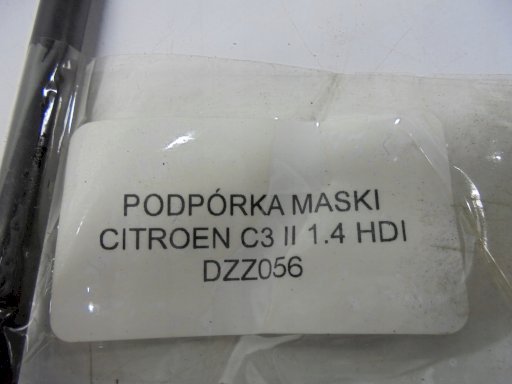 PODPÓRKA MASKI
CITROEN C3 II 1.4 HDI
DZZ056